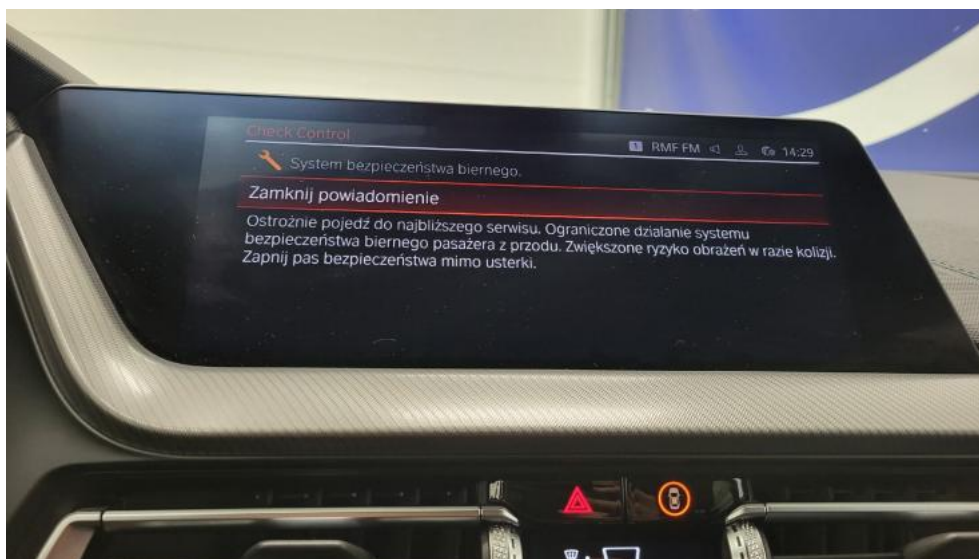 Check Control
1 RMF FM 14:29
System bezpieczeństwa biernego.
Zamknij powiadomienie
Ostrożnie pojedź do najbliższego serwisu. Ograniczone działanie systemu
bezpieczeństwa biernego pasażera z przodu. Zwiększone ryzyko obrażeń w razie kolizji.
Zapnij pas bezpieczeństwa mimo usterki.